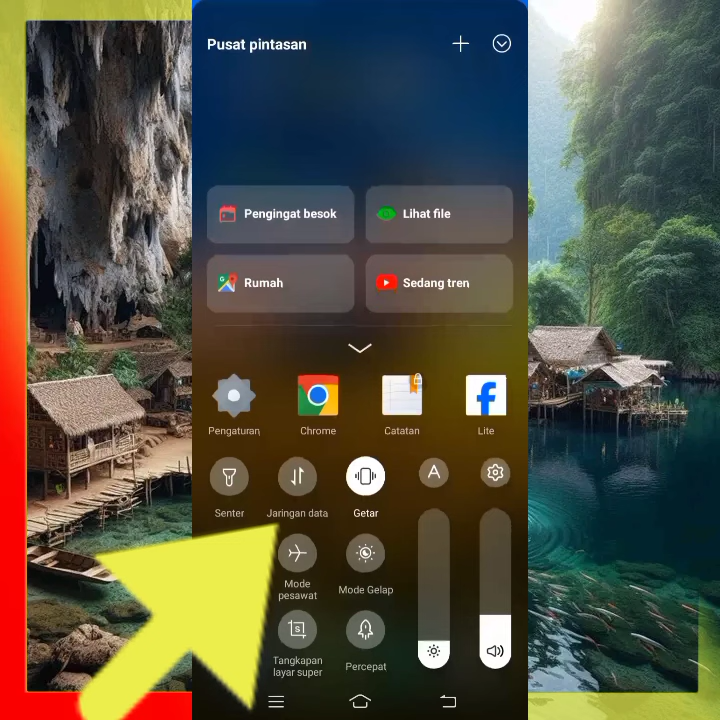 Pusat pintasan
Pengingat besok
Lihat file
Rumah
Sedang tren
Pengaturan
Chrome
Catatan
Lite
Senter
Jaringan data
Getar
A
Mode
pesawat
Mode Gelap
Tangkapan
layar super
Percepat